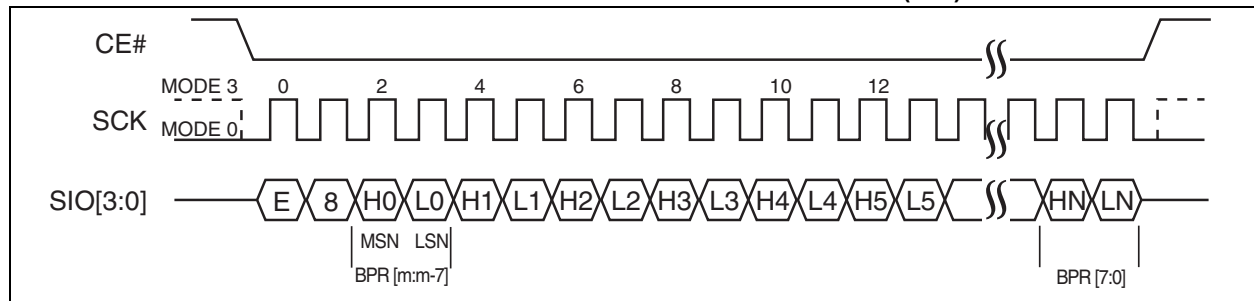 CE#
MODE 3 0 2 4 6 8 10 12
SCK
MODE 0
SIO[3:0] E 8 H0 L0 H1 L1 H2 L2 H3 L3 H4 L4 H5 L5 HN LN
MSN LSN
BPR [m:m-7] BPR [7:0]